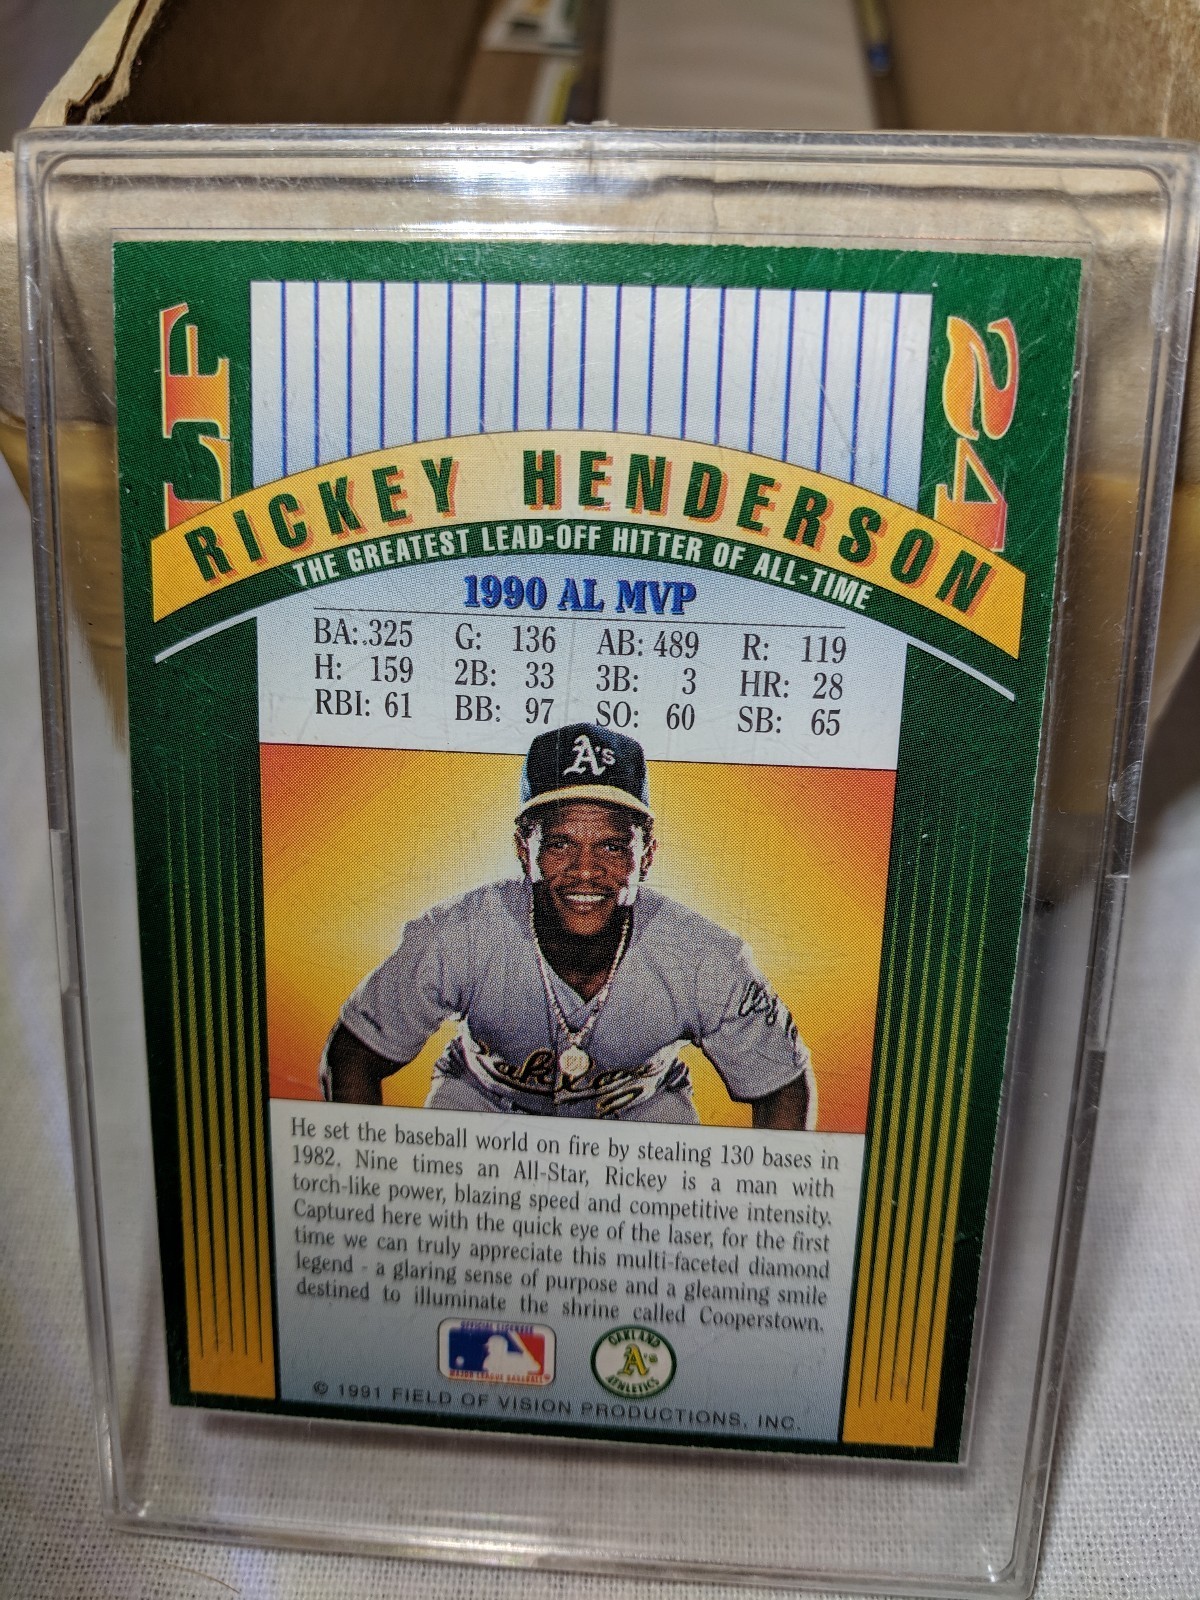 LF
24
RICKEY HENDERSON
THE GREATEST LEAD-OFF HITTER OF ALL-TIME
1990 AL MVP
BA: .325 G: 136 AB: 489 R: 119
H: 159 2B: 33 3B: 3 HR: 28
RBI: 61 BB: 97 SO: 60 SB: 65
A's
He set the baseball world on fire by stealing 130 bases in
1982. Nine times an All-Star, Rickey is a man with
torch-like power, blazing speed and competitive intensity.
Captured here with the quick eye of the laser, for the first
time we can truly appreciate this multi-faceted diamond
legend - a glaring sense of purpose and a gleaming smile
destined to illuminate the shrine called Cooperstown.
OFFICIAL LICENSEE
MAJOR LEAGUE BASEBALL
OAKLAND
A's
ATHLETICS
© 1991 FIELD OF VISION PRODUCTIONS, INC.